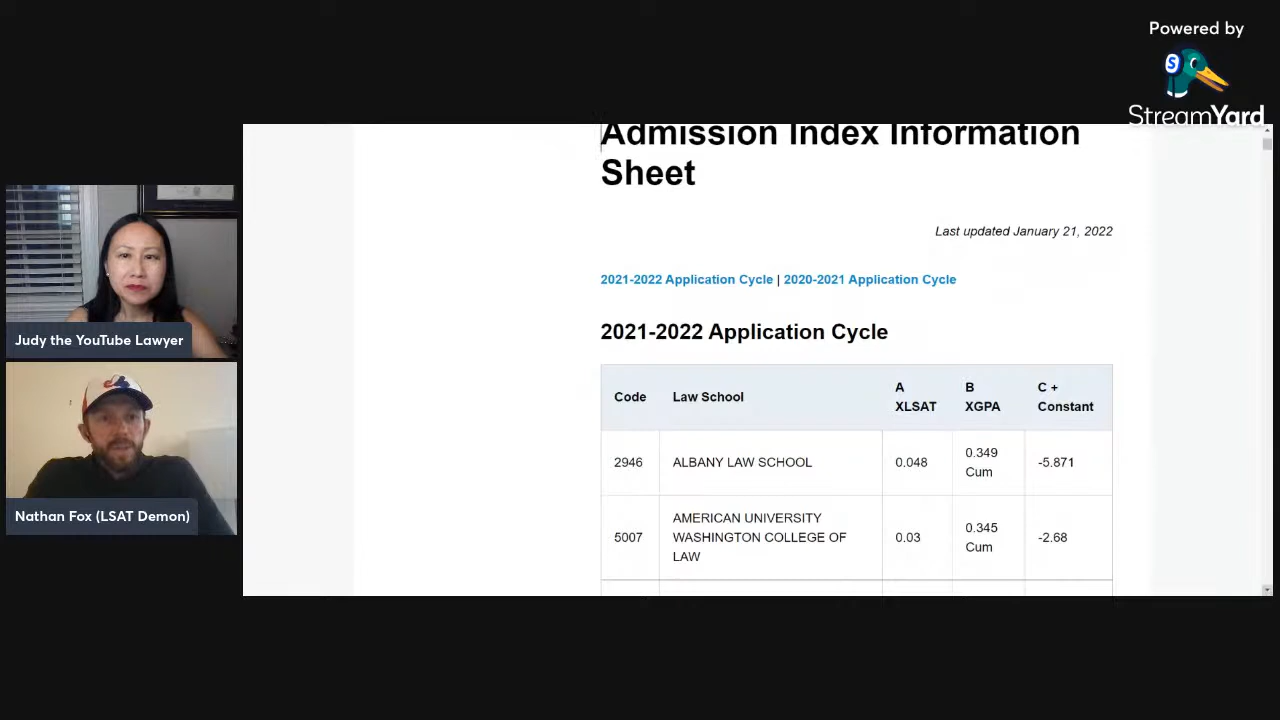 Powered by
S
StreamYard
Admission Index Information
Sheet
Last updated January 21, 2022
2021-2022 Application Cycle | 2020-2021 Application Cycle
2021-2022 Application Cycle
Code Law School A XLSAT B XGPA C + Constant
2946 ALBANY LAW SCHOOL 0.048 0.349 Cum -5.871
5007 AMERICAN UNIVERSITY WASHINGTON COLLEGE OF LAW 0.03 0.345 Cum -2.68
Judy the YouTube Lawyer
Nathan Fox (LSAT Demon)